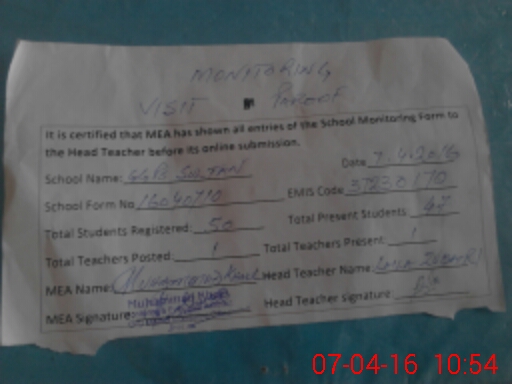 MONITORING
VISIT PROOF
It is certified that MEA has shown all entries of the School Monitoring Form to
the Head Teacher before its online submission.
Date 7.4.2016
School Name: GGPS SULTAN
School Form No 16040710 EMIS Code 37230170
Total Students Registered: 50 Total Present Students
Total Teachers Posted: 1 Total Teachers Present: 1
MEA Name: Muhammad Head Teacher Name:
MEA Signature: Muhammad Head Teacher signature
07-04-16 10:54